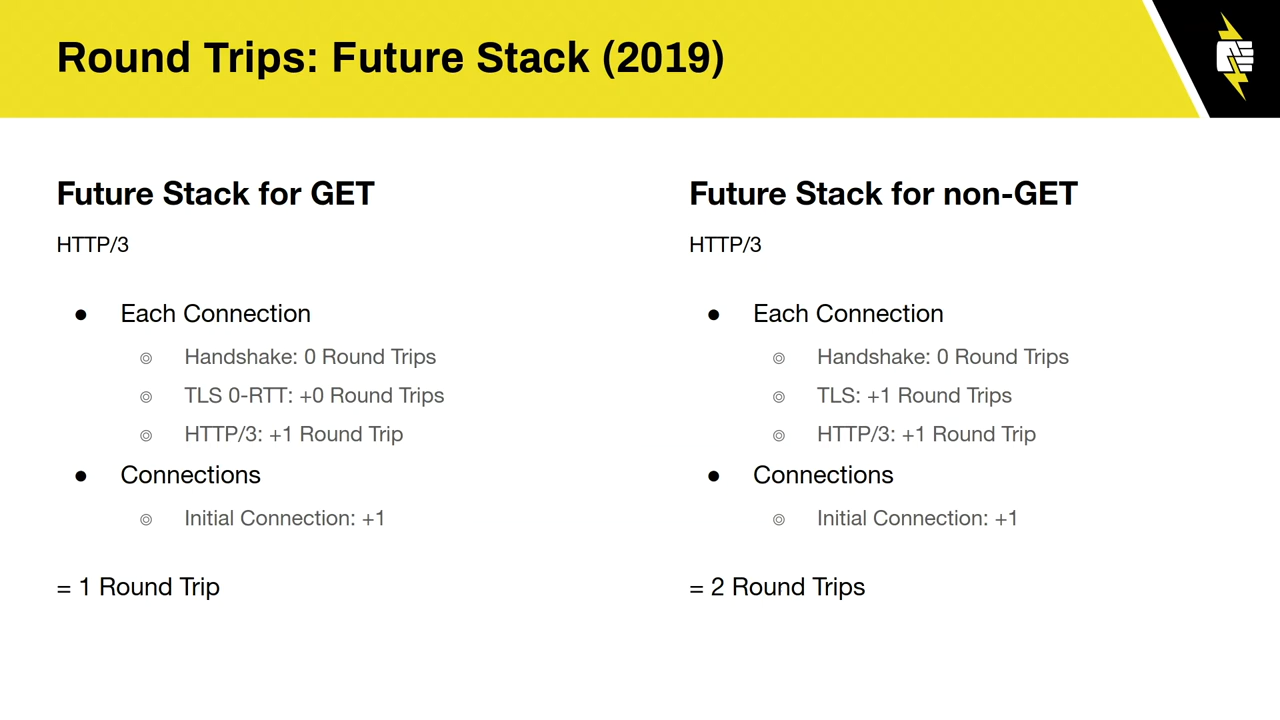 Round Trips: Future Stack (2019)
Future Stack for GET
HTTP/3
● Each Connection
◎ Handshake: 0 Round Trips
◎ TLS 0-RTT: +0 Round Trips
◎ HTTP/3: +1 Round Trip
● Connections
◎ Initial Connection: +1
= 1 Round Trip
Future Stack for non-GET
HTTP/3
● Each Connection
◎ Handshake: 0 Round Trips
◎ TLS: +1 Round Trips
◎ HTTP/3: +1 Round Trip
● Connections
◎ Initial Connection: +1
= 2 Round Trips